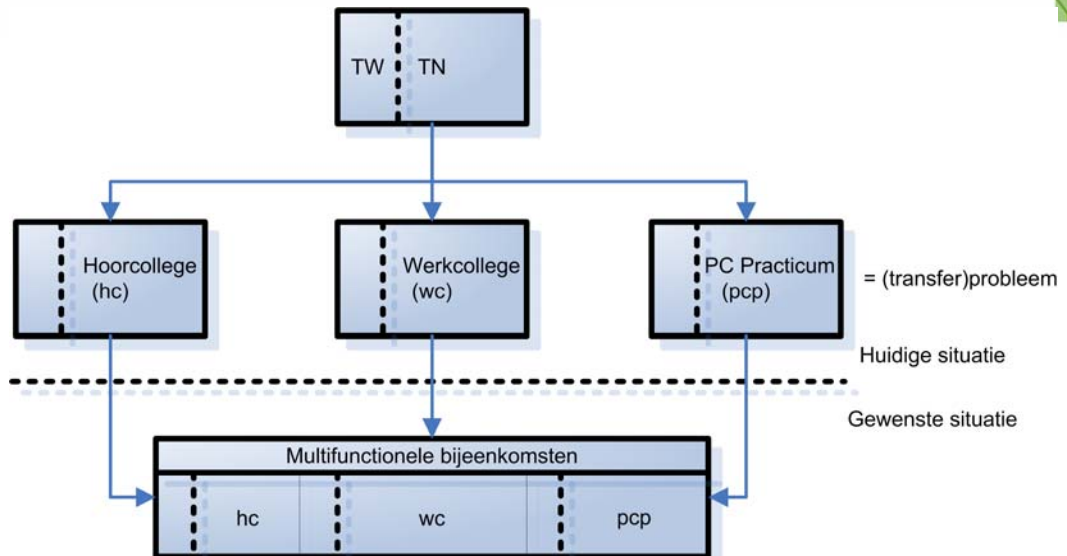 TW TN
Hoorcollege
(hc)
Werkcollege
(wc)
PC Practicum
(pcp)
= (transfer)probleem
Huidige situatie
Gewenste situatie
Multifunctionele bijeenkomsten
hc wc pcp